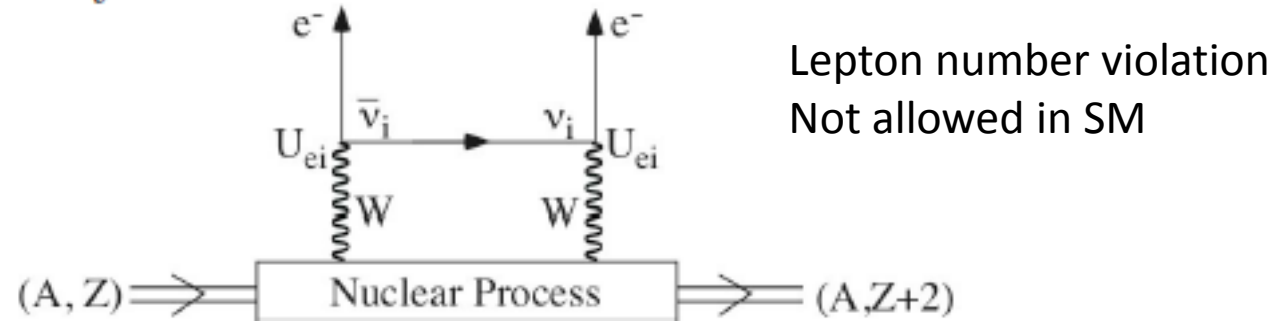 e⁻ e⁻
Lepton number violation
Not allowed in SM
ν̅ᵢ νᵢ
Uₑᵢ Uₑᵢ
W W
(A, Z) Nuclear Process (A,Z+2)